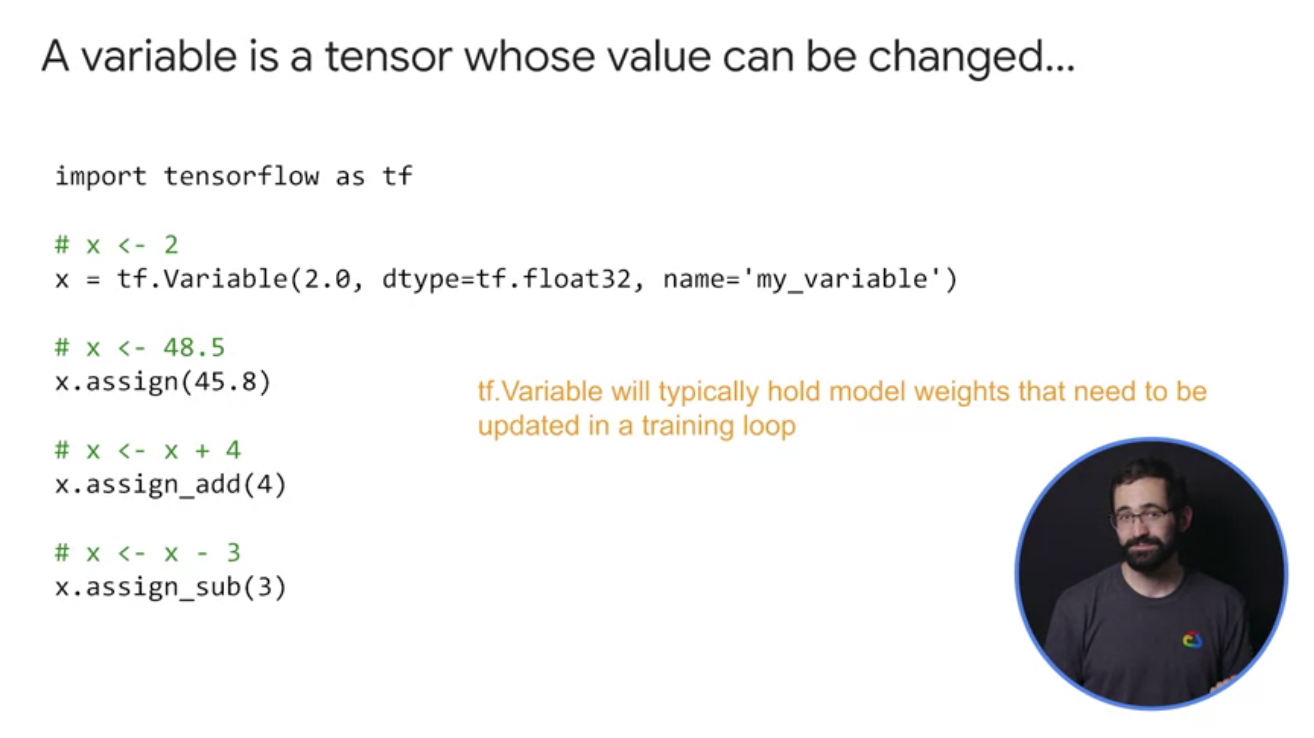 A variable is a tensor whose value can be changed...
import tensorflow as tf
# x <- 2
x = tf.Variable(2.0, dtype=tf.float32, name='my_variable')
# x <- 48.5
x.assign(45.8)
tf.Variable will typically hold model weights that need to be
updated in a training loop
# x <- x + 4
x.assign_add(4)
# x <- x - 3
x.assign_sub(3)